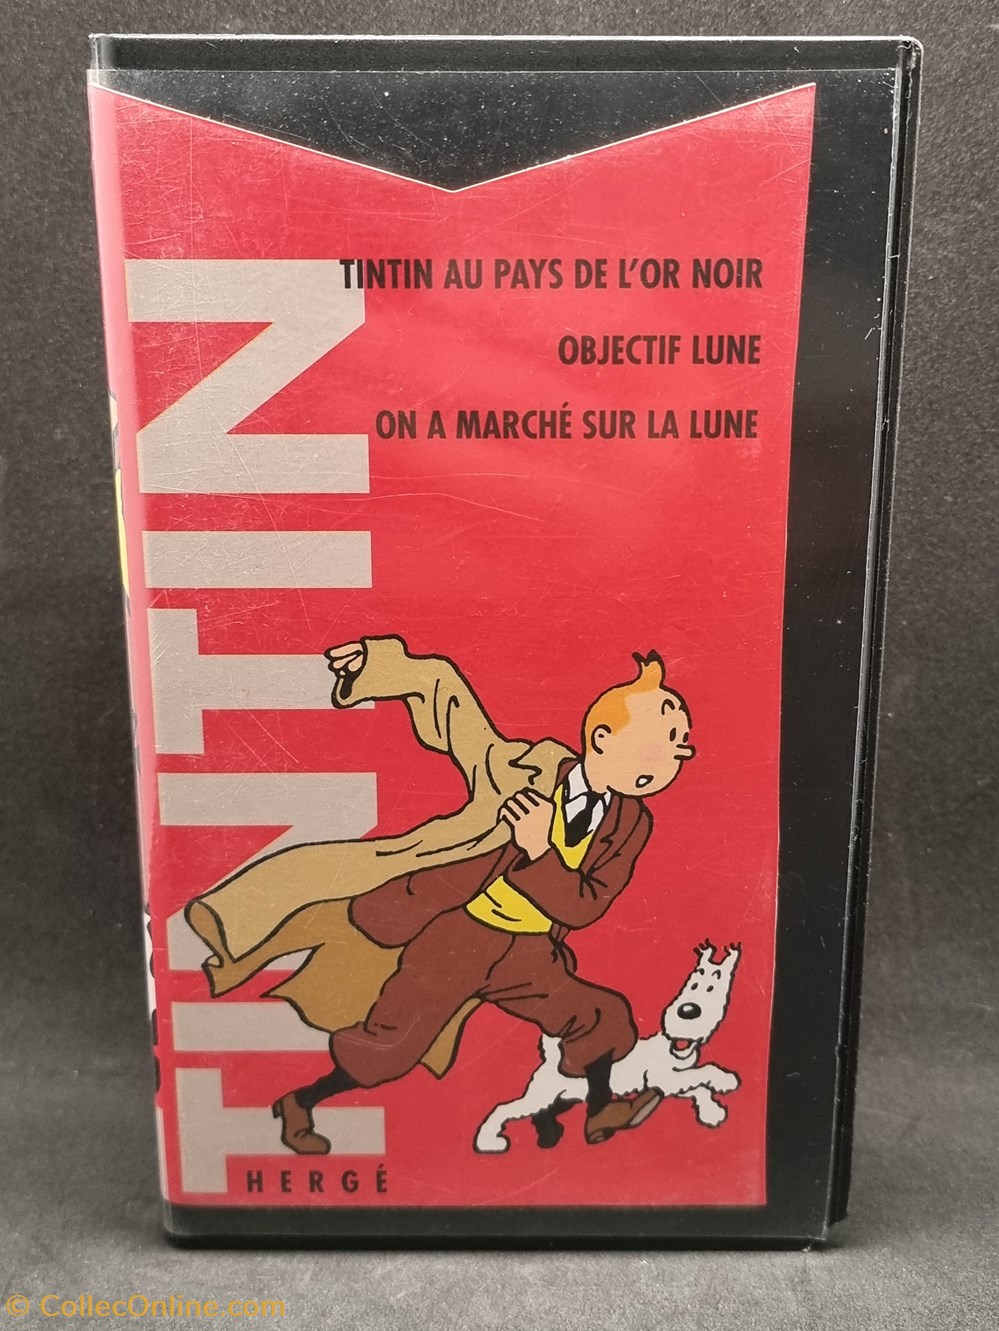 TINTIN AU PAYS DE L'OR NOIR
OBJECTIF LUNE
ON A MARCHÉ SUR LA LUNE
TINTIN
HERGÉ
© CollecOnline.com